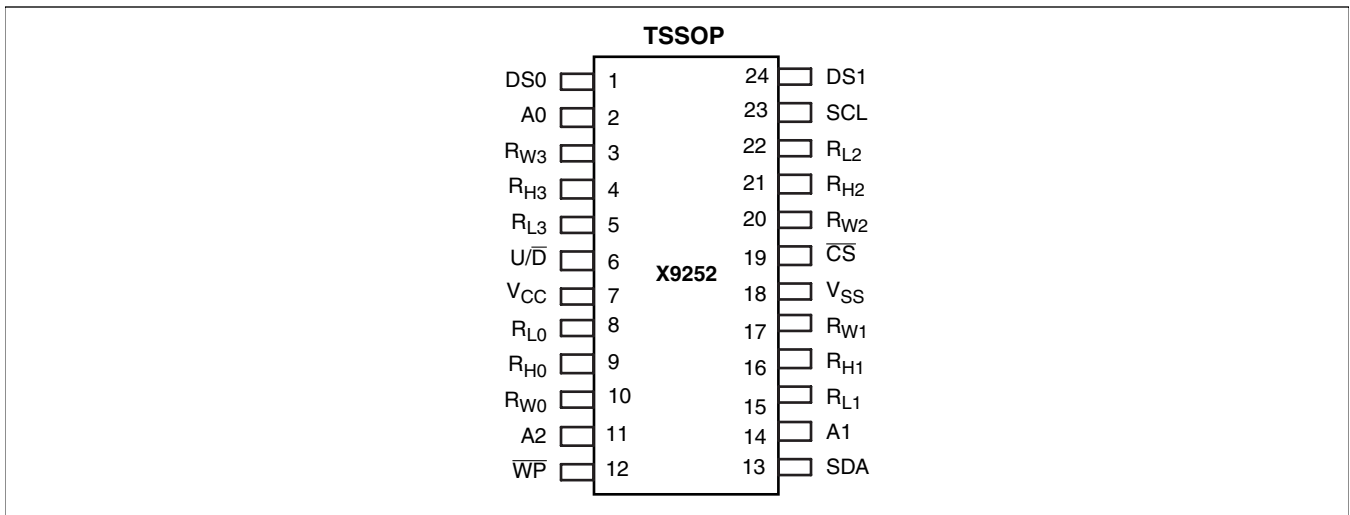 TSSOP
DS0 1 24 DS1
A0 2 23 SCL
RW3 3 22 RL2
RH3 4 21 RH2
RL3 5 20 RW2
U/D̅ 6 19 C̅S̅
VCC 7 18 VSS
RL0 8 17 RW1
RH0 9 16 RH1
RW0 10 15 RL1
A2 11 14 A1
W̅P̅ 12 13 SDA
X9252